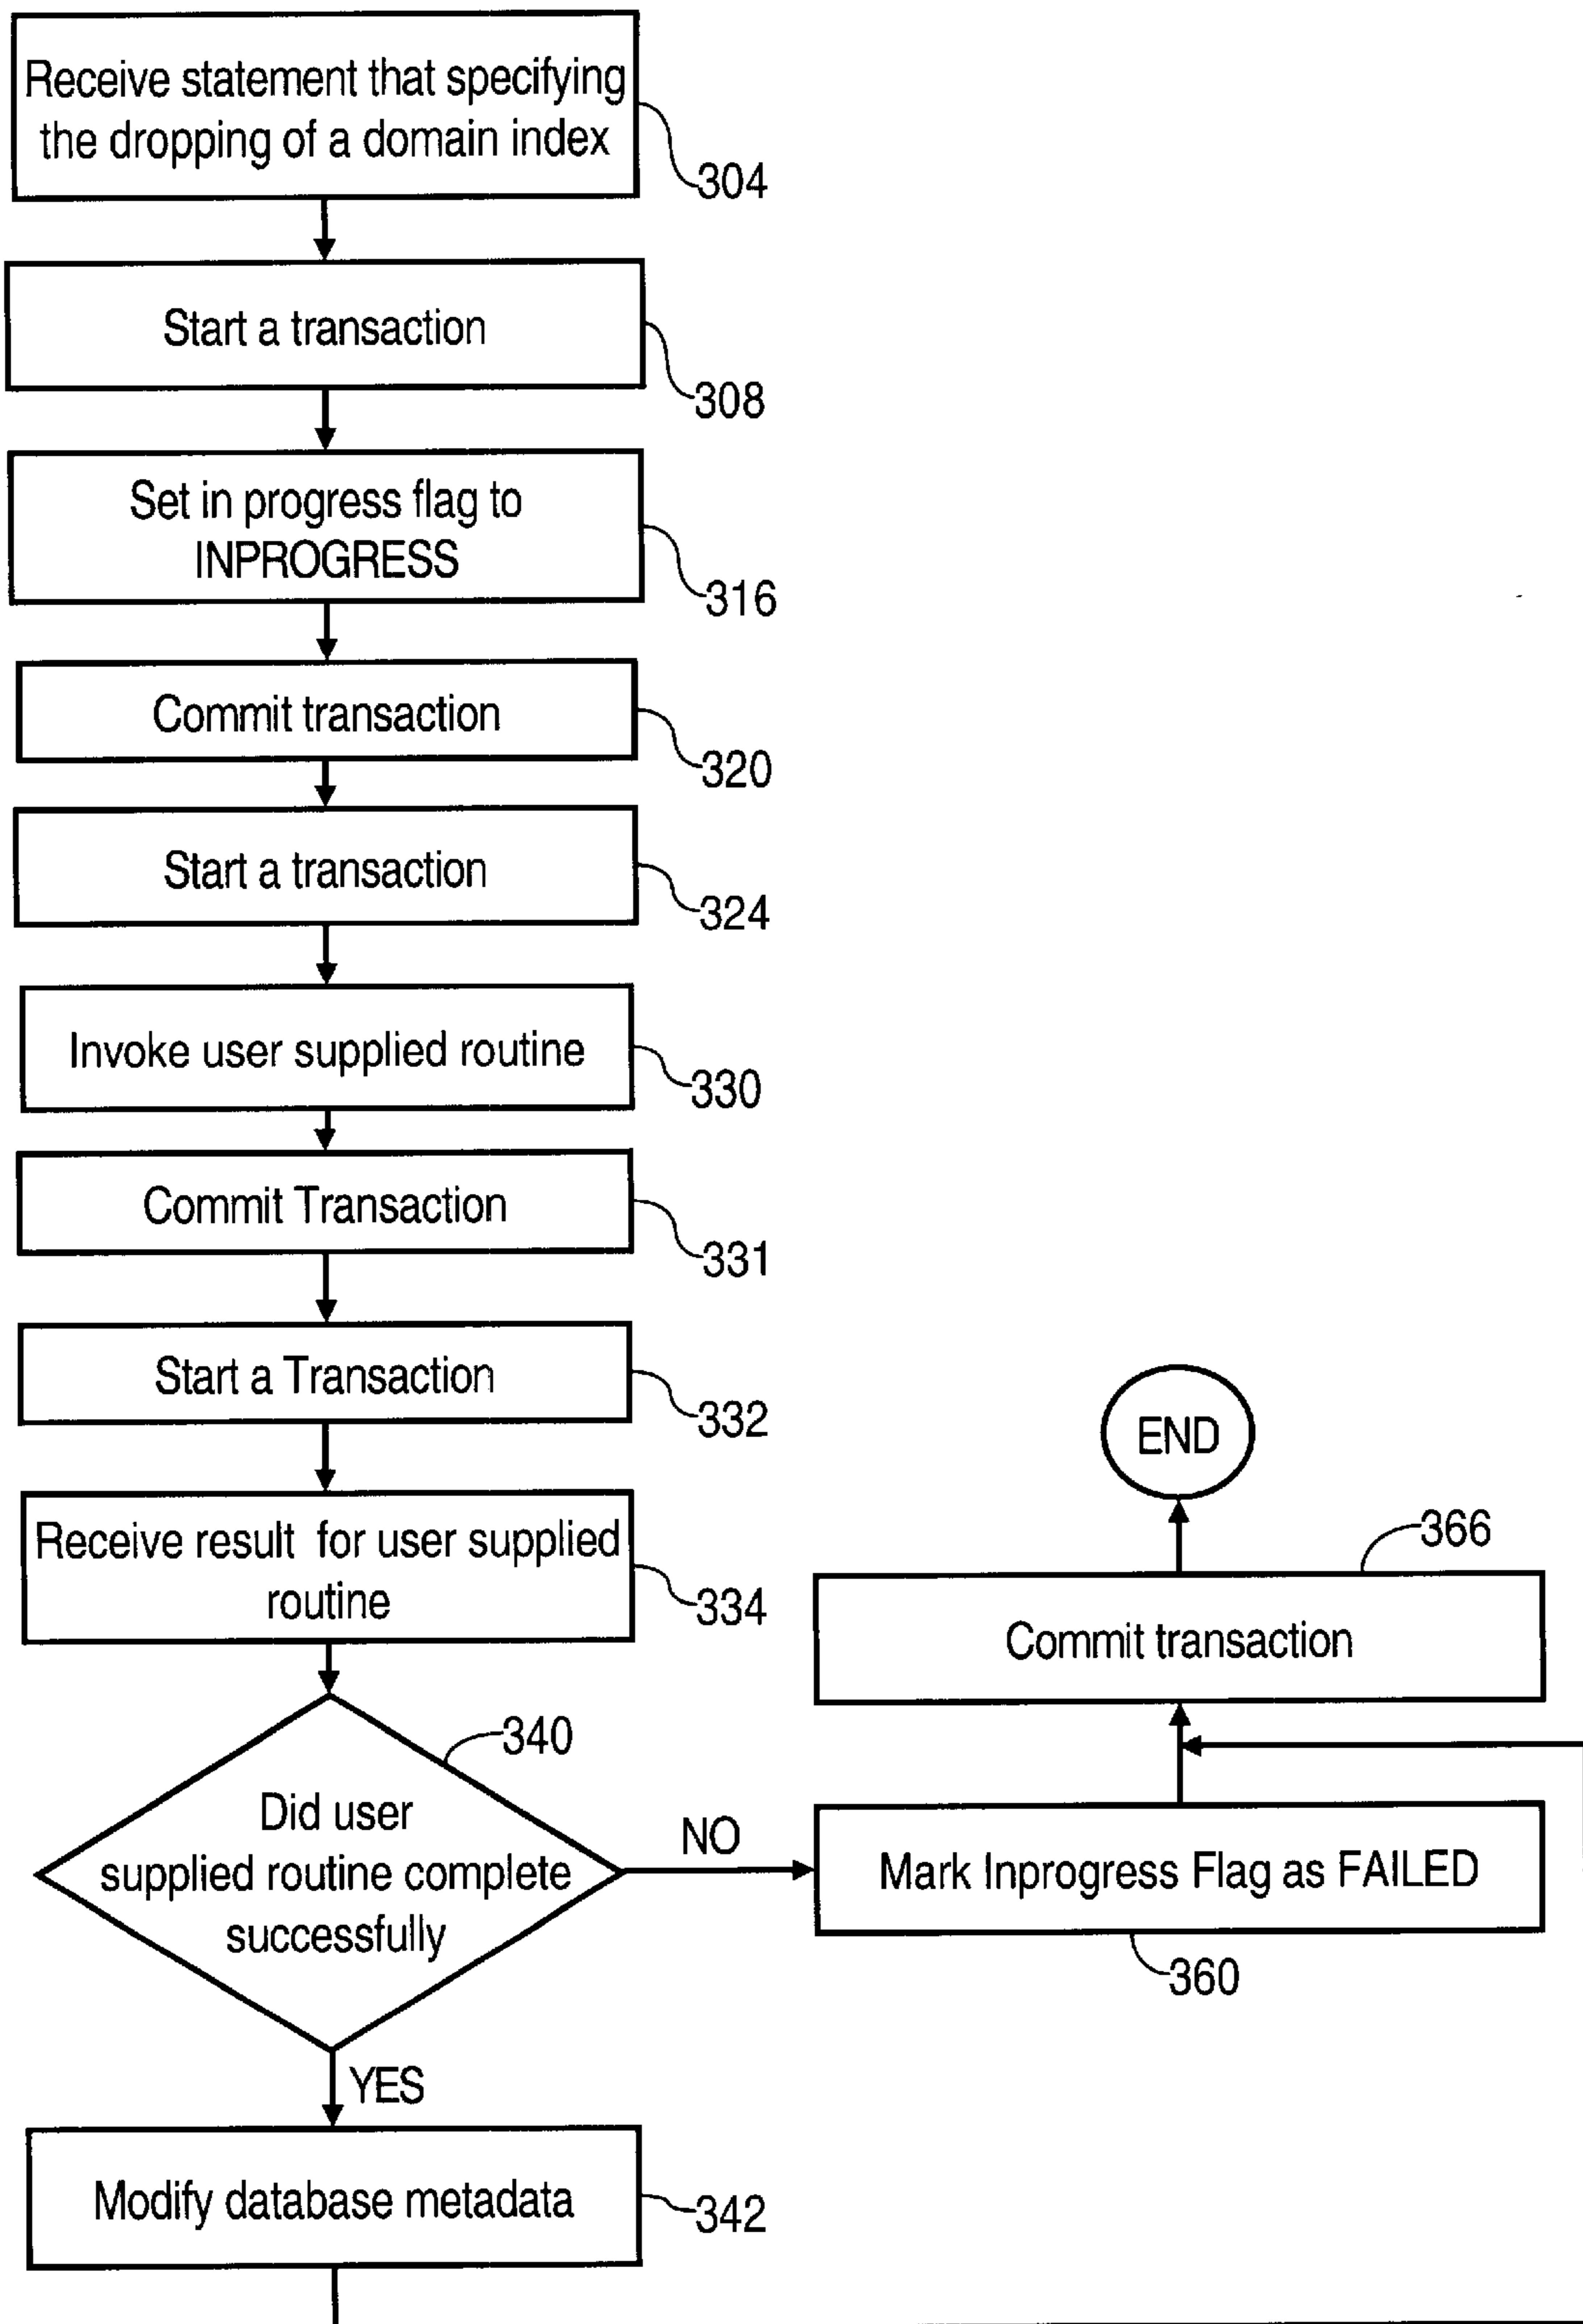 Receive statement that specifying
the dropping of a domain index
304
Start a transaction
308
Set in progress flag to
INPROGRESS
316
Commit transaction
320
Start a transaction
324
Invoke user supplied routine
330
Commit Transaction
331
Start a Transaction
332
Receive result for user supplied
routine
334
340
Did user
supplied routine complete
successfully
NO
YES
Modify database metadata
342
END
366
Commit transaction
Mark Inprogress Flag as FAILED
360